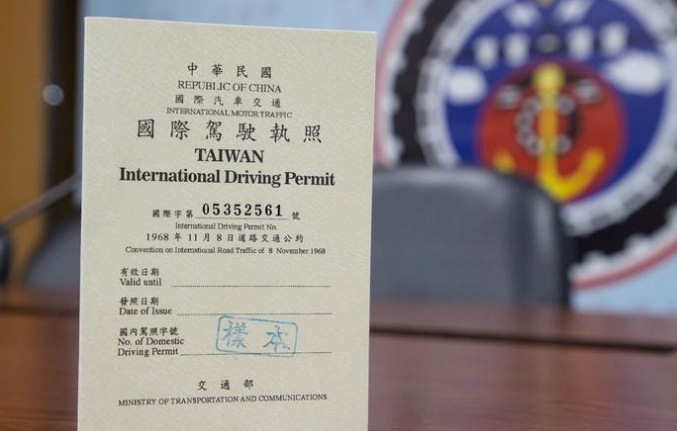 中華民國
REPUBLIC OF CHINA
國際汽車交通
INTERNATIONAL MOTOR TRAFFIC
國際駕駛執照
TAIWAN
International Driving Permit
國際字第 05352561 號
International Driving Permit No.
1968 年 11 月 8 日道路交通公約
Convention on International Road Traffic of 8 November 1968
有效日期
Valid until
發照日期
Date of Issue
國內駕照字號
No. of Domestic
Driving Permit
樣本
交通部
MINISTRY OF TRANSPORTATION AND COMMUNICATIONS